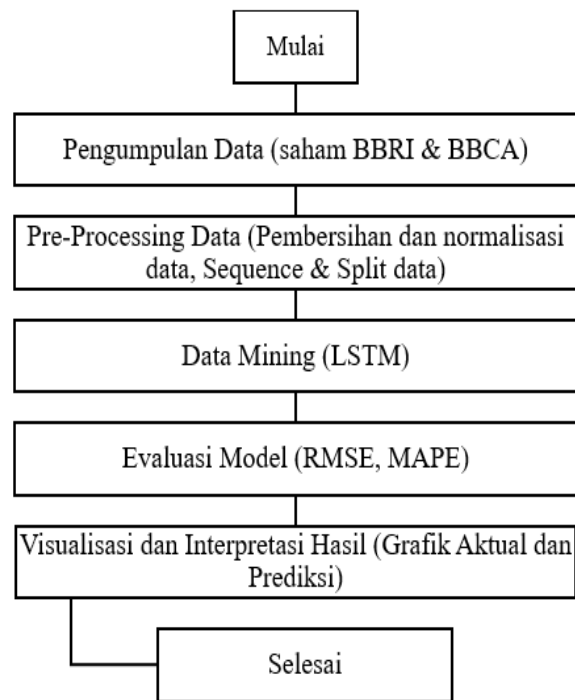 Mulai
Pengumpulan Data (saham BBRI & BBCA)
Pre-Processing Data (Pembersihan dan normalisasi
data, Sequence & Split data)
Data Mining (LSTM)
Evaluasi Model (RMSE, MAPE)
Visualisasi dan Interpretasi Hasil (Grafik Aktual dan
Prediksi)
Selesai